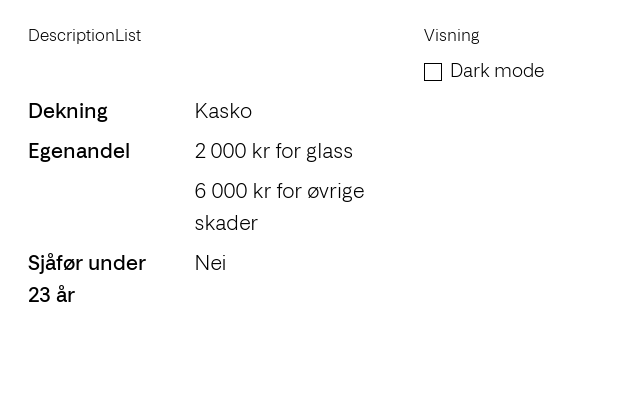 DescriptionList
Visning
Dark mode
Dekning
Kasko
Egenandel
2 000 kr for glass
6 000 kr for øvrige
skader
Sjåfør under
23 år
Nei